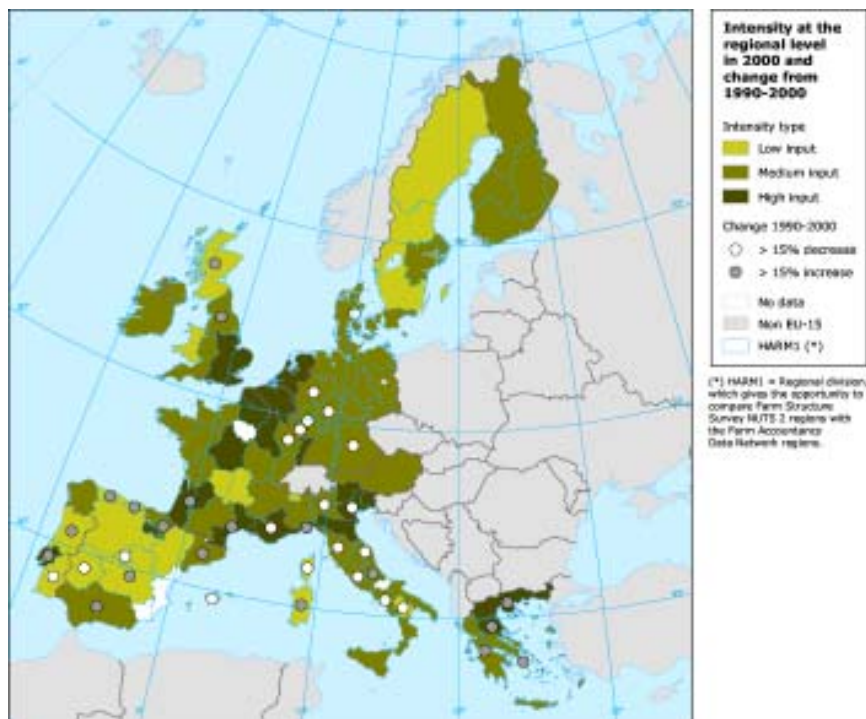 Intensity at the
regional level
in 2000 and
change from
1990-2000
Intensity type
Low input
Medium input
High input
Change 1990-2000
> 15% decrease
> 15% increase
No data
Non EU-15
HARM1 (*)
(*) HARM1 = Regional division,
which gives the opportunity to
compare Farm Structure
Survey NUTS 2 regions with
the Farm Accountancy
Data Network regions.